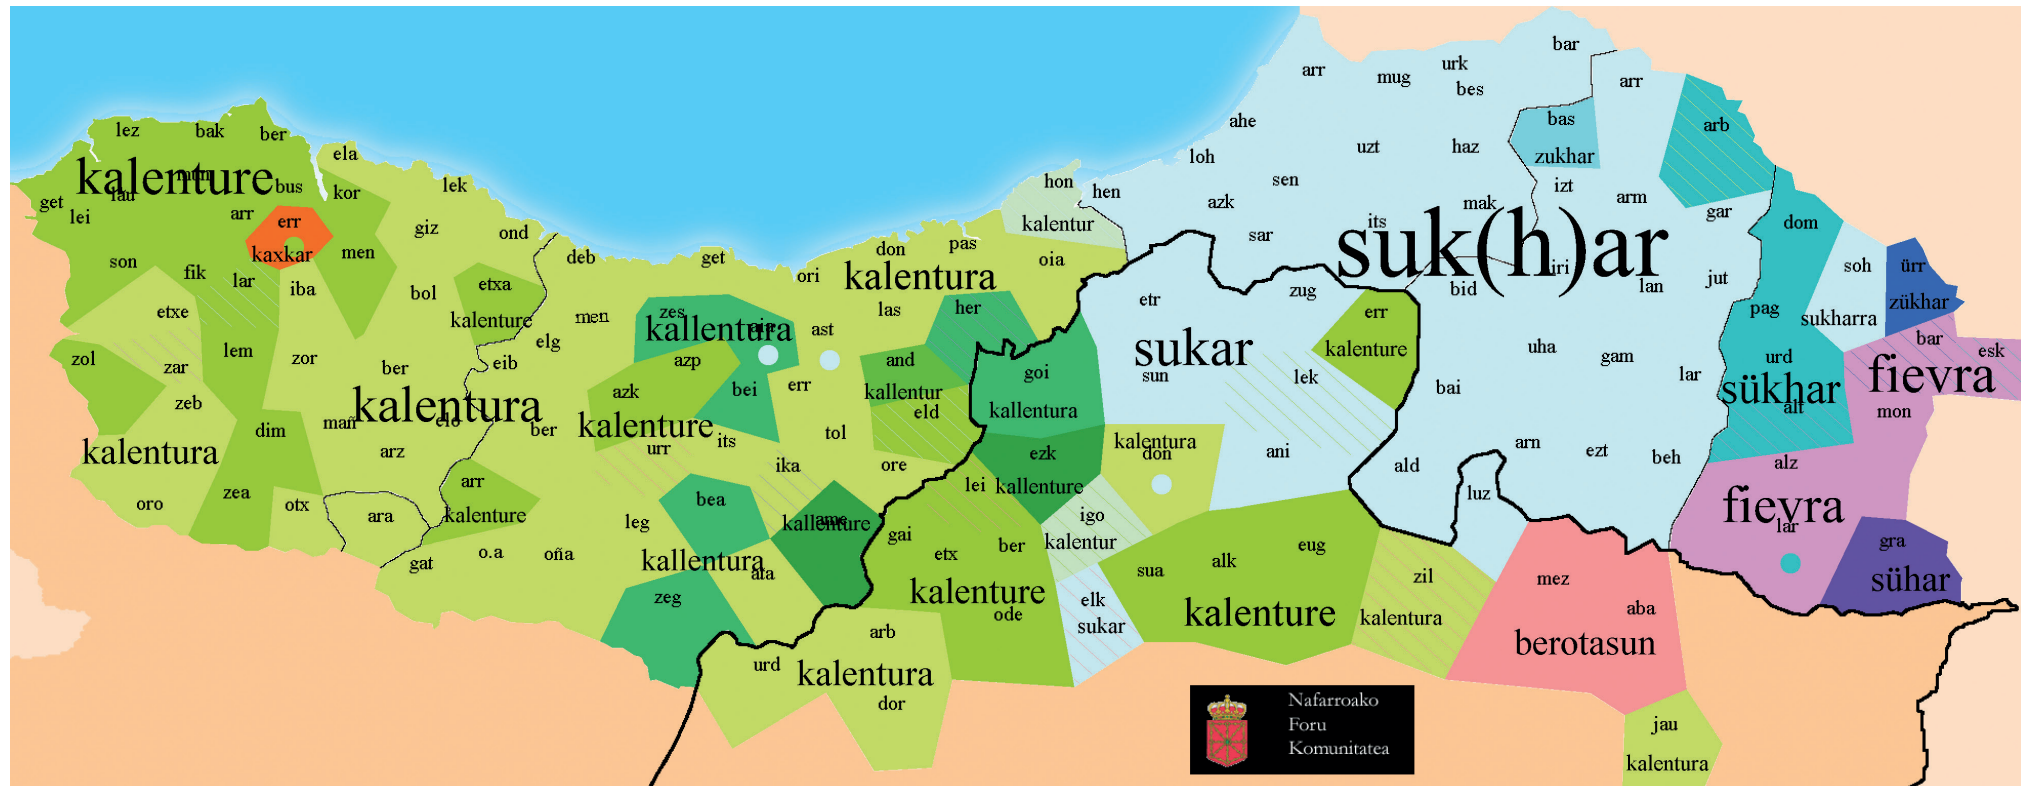 lez bak ber
kalenture
lau bus
get lei arr
err
kaxkar
ela kor lek
giz ond
men
son fik lar iba
etxe bol
etxa
kalenture
zol zar lem zor
zeb ber
kalentura
mañ elo
kalentura
dim arz
oro zea otx ara
arr
kalenture
gat o.a oña leg
deb get ori don pas
kalentura
oia
hon hen
kalentur
men elg eib
zes
kallentura
azp
azk bei err
kalenture
urr its
ber
ast las her
and
kallentur
eld
tol ika ore
bea
kallentura
ata
zeg
kallenture
ame
goi
kallentura
ezk
kallenture
lei
gai etx ber
kalenture
ode
igo
kalentur
kalentura
don
elk
sukar
urd arb
kalentura
dor
etr zug
sukar
sun lek
ani
err
kalenture
sua alk eug
kalenture
zil
kalentura
arr mug urk bes bar
ahe loh uzt haz
sen azk mak
sar its
suk(h)ar
bas
zukhar
arr izt arm
arb
gar
iri bid lan jut
uha gam lar
bai arn ezt beh
ald luz
dom soh
sukharra
ürr
zükhar
pag urd
sükhar
alt
bar esk
fievra
mon
alz
fievra
lar
gra
sühar
mez aba
berotasun
jau
kalentura
Nafarroako
Foru
Komunitatea